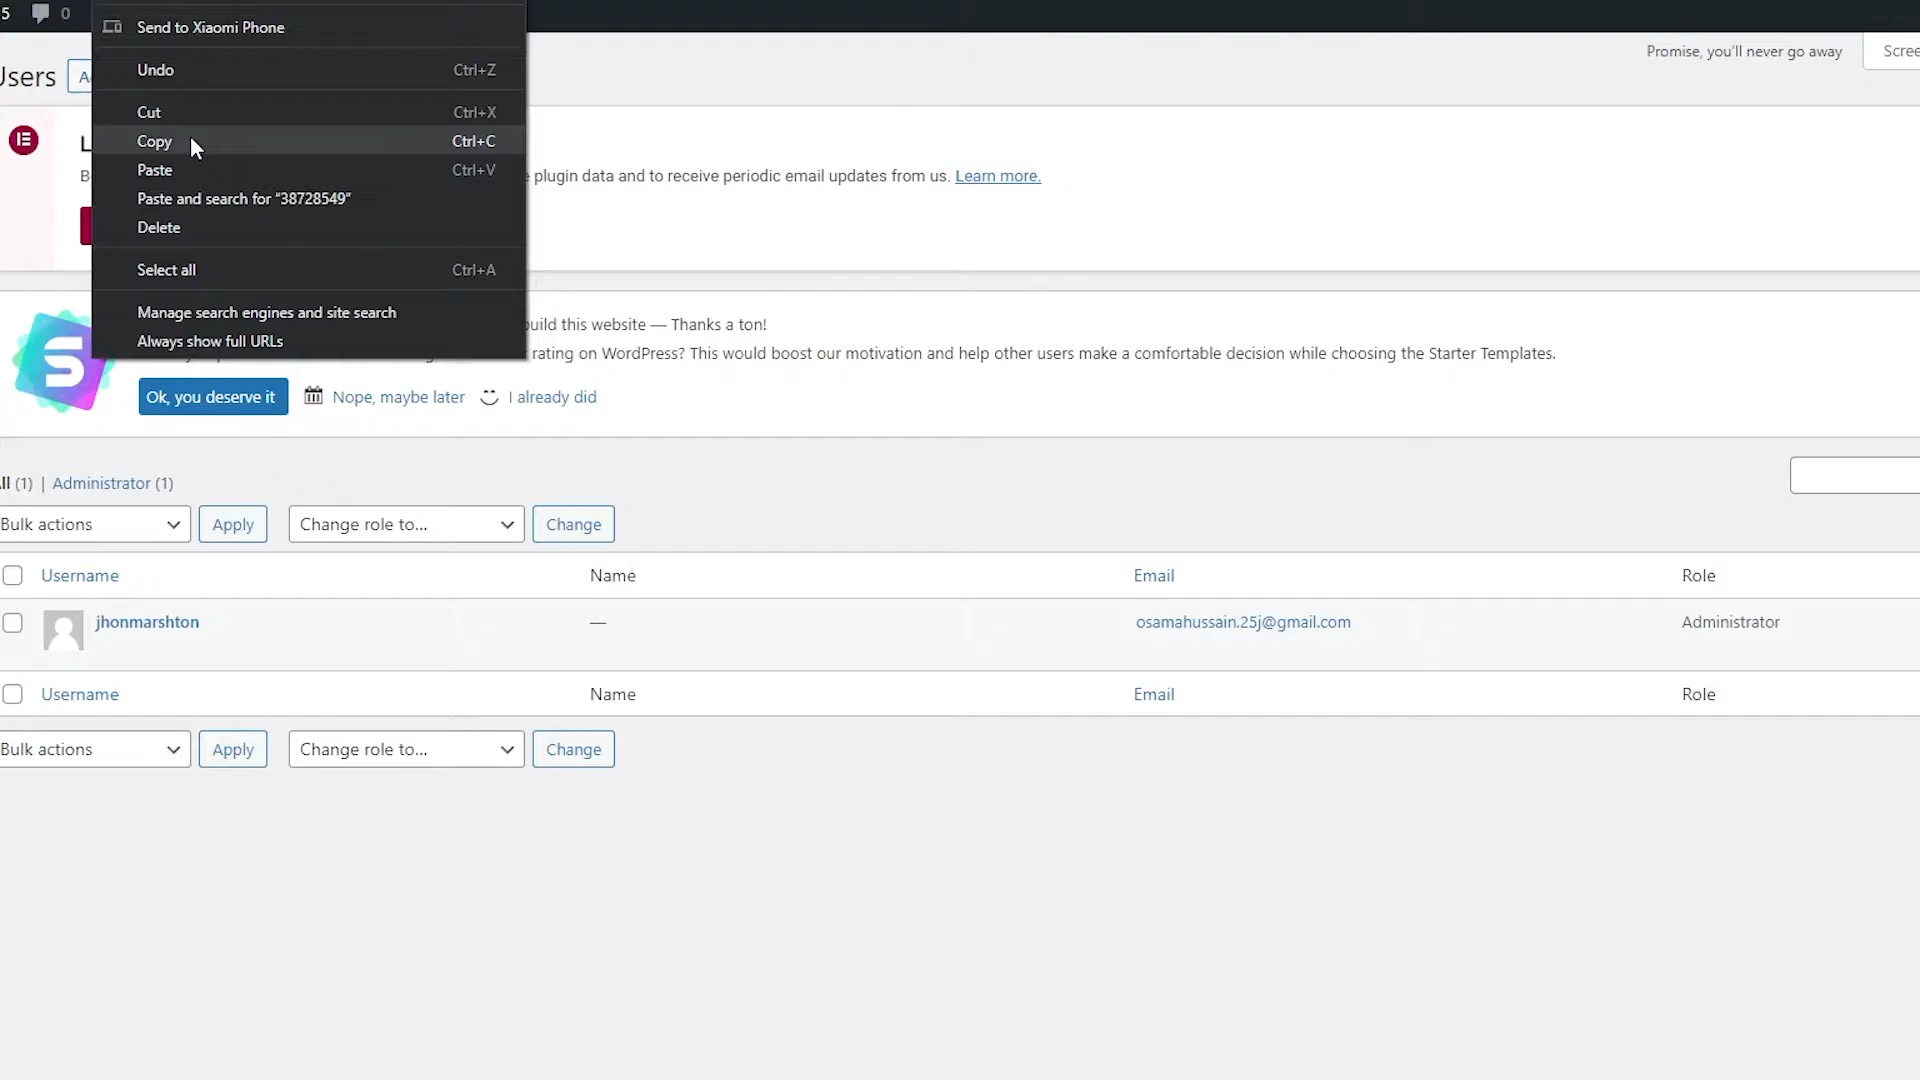 5 0
Send to Xiaomi Phone
Undo Ctrl+Z
Cut Ctrl+X
Copy Ctrl+C
Paste Ctrl+V
Paste and search for “38728549”
Delete
Select all Ctrl+A
Manage search engines and site search
Always show full URLs
Promise, you'll never go away
Scree
Users
A
L
B
plugin data and to receive periodic email updates from us. Learn more.
build this website — Thanks a ton!
rating on WordPress? This would boost our motivation and help other users make a comfortable decision while choosing the Starter Templates.
Ok, you deserve it Nope, maybe later I already did
ll (1) | Administrator (1)
Bulk actions Apply Change role to... Change
Username Name Email Role
jhonmarshton — osamahussain.25j@gmail.com Administrator
Username Name Email Role
Bulk actions Apply Change role to... Change